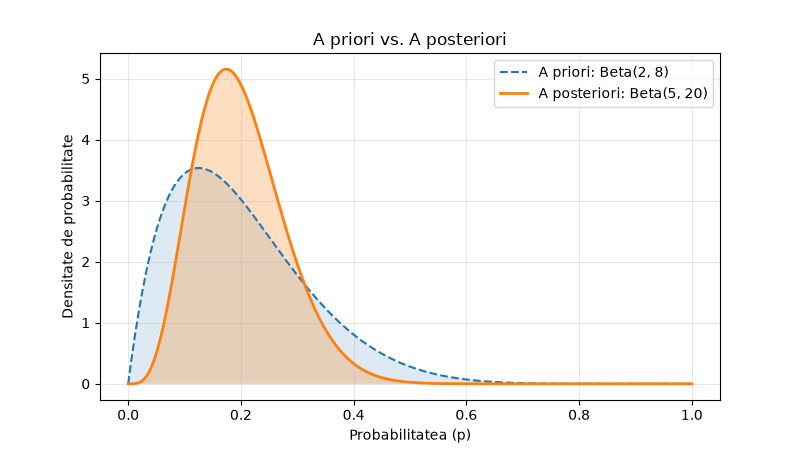 A priori vs. A posteriori
A priori: Beta(2, 8)
A posteriori: Beta(5, 20)
Densitate de probabilitate
5
4
3
2
1
0
0.0 0.2 0.4 0.6 0.8 1.0
Probabilitatea (p)